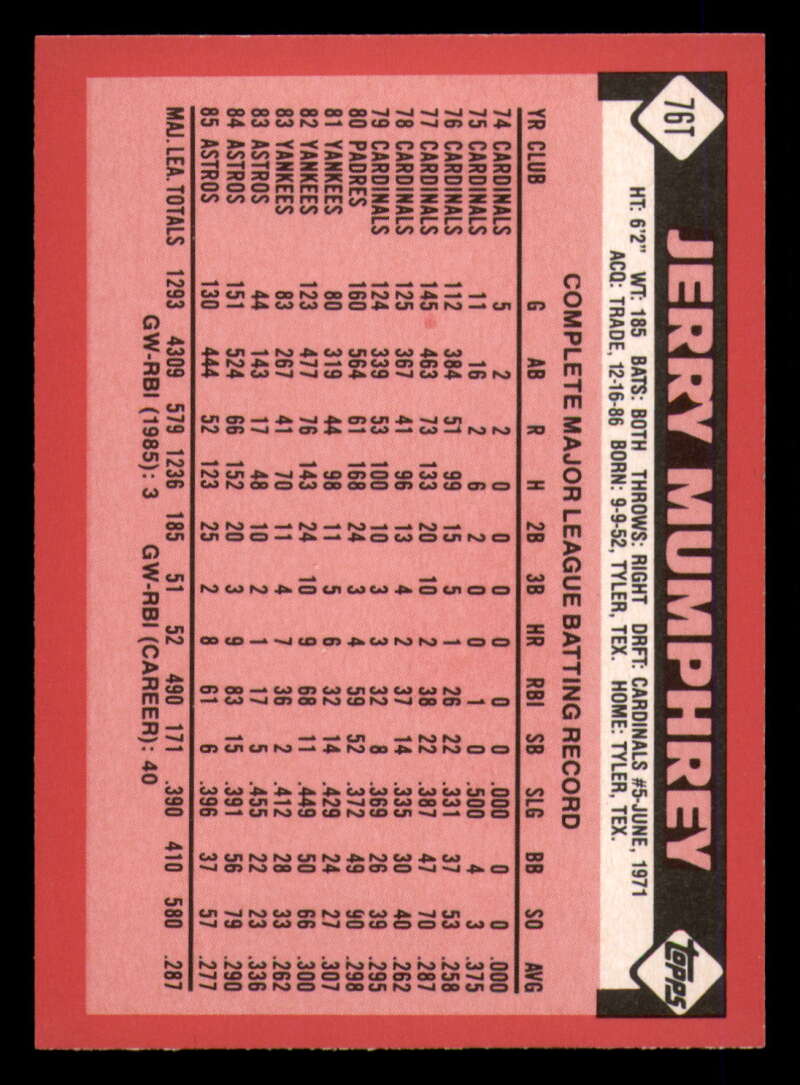 76T JERRY MUMPHREY topps
HT: 6'2" WT: 185 BATS: BOTH THROWS: RIGHT DRFT: CARDINALS #5-JUNE, 1971
ACQ: TRADE, 12-16-86 BORN: 9-9-52, TYLER, TEX. HOME: TYLER, TEX.
COMPLETE MAJOR LEAGUE BATTING RECORD
YR CLUB G AB R H 2B 3B HR RBI SB SLG BB SO AVG
74 CARDINALS 5 2 2 0 0 0 0 0 0 .000 0 0 .000
75 CARDINALS 11 16 2 6 2 0 0 1 0 .500 4 3 .375
76 CARDINALS 112 384 51 99 15 5 1 26 22 .331 37 53 .258
77 CARDINALS 145 463 73 133 20 10 2 38 22 .387 47 70 .287
78 CARDINALS 125 367 41 96 13 4 2 37 14 .335 30 40 .262
79 CARDINALS 124 339 53 100 10 3 3 32 8 .369 26 39 .295
80 PADRES 160 564 61 168 24 3 4 59 52 .372 49 90 .298
81 YANKEES 80 319 44 98 11 5 6 32 14 .429 24 27 .307
82 YANKEES 123 477 76 143 24 10 9 68 11 .449 50 66 .300
83 YANKEES 83 267 41 70 11 4 7 36 2 .412 28 33 .262
83 ASTROS 44 143 17 48 10 2 1 17 5 .455 22 23 .336
84 ASTROS 151 524 66 152 20 3 9 83 15 .391 56 79 .290
85 ASTROS 130 444 52 123 25 2 8 61 6 .396 37 57 .277
MAJ. LEA. TOTALS 1293 4309 579 1236 185 51 52 490 171 .390 410 580 .287
GW-RBI (1985): 3 GW-RBI (CAREER): 40